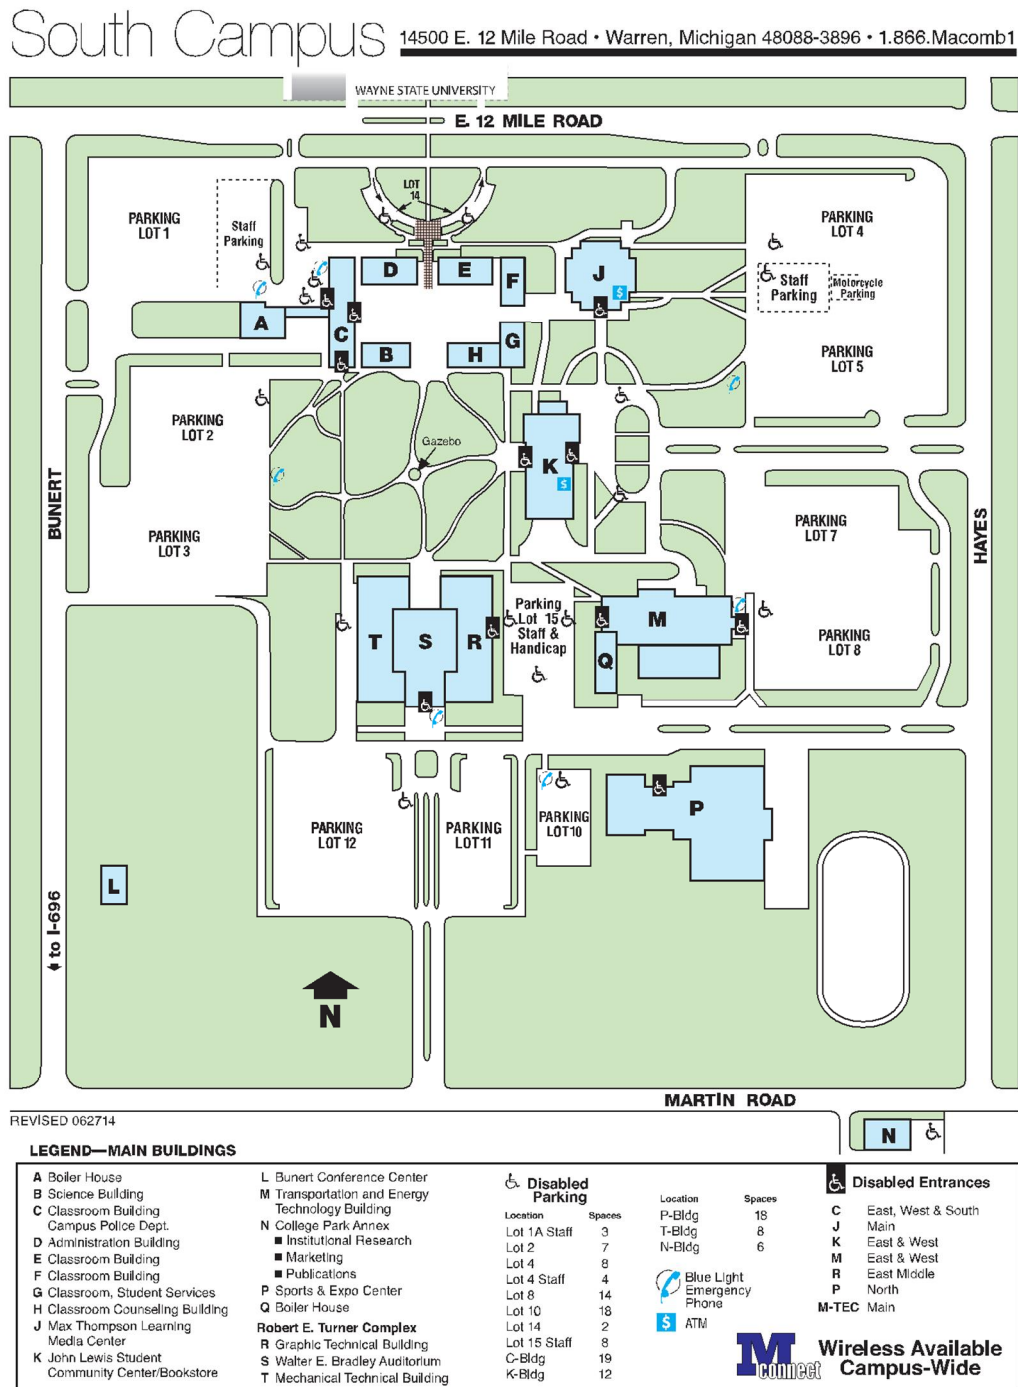 South Campus 14500 E. 12 Mile Road • Warren, Michigan 48088-3896 • 1.866.Macomb1
WAYNE STATE UNIVERSITY
E. 12 MILE ROAD
LOT
14
PARKING
LOT 1
Staff
Parking
PARKING
LOT 4
D
E
F
J
$
Staff
Parking
Motorcycle
Parking
A
C
B
H
G
PARKING
LOT 5
PARKING
LOT 2
Gazebo
K
$
BUNERT
HAYES
PARKING
LOT 3
PARKING
LOT 7
T
S
R
Parking
Lot 15
Staff &
Handicap
M
Q
PARKING
LOT 8
PARKING
LOT 12
PARKING
LOT 11
PARKING
LOT 10
P
L
to I-696
N
MARTIN ROAD
REVISED 062714
N
LEGEND—MAIN BUILDINGS
A Boiler House
B Science Building
C Classroom Building
Campus Police Dept.
D Administration Building
E Classroom Building
F Classroom Building
G Classroom, Student Services
H Classroom Counseling Building
J Max Thompson Learning
Media Center
K John Lewis Student
Community Center/Bookstore
L Bunert Conference Center
M Transportation and Energy
Technology Building
N College Park Annex
■ Institutional Research
■ Marketing
■ Publications
P Sports & Expo Center
Q Boiler House
Robert E. Turner Complex
R Graphic Technical Building
S Walter E. Bradley Auditorium
T Mechanical Technical Building
Disabled
Parking
Location Spaces
Lot 1A Staff 3
Lot 2 7
Lot 4 8
Lot 4 Staff 4
Lot 8 14
Lot 10 18
Lot 14 2
Lot 15 Staff 8
C-Bldg 19
K-Bldg 12
Location Spaces
P-Bldg 18
T-Bldg 8
N-Bldg 6
Blue Light
Emergency
Phone
$ ATM
Disabled Entrances
C East, West & South
J Main
K East & West
M East & West
R East Middle
P North
M-TEC Main
M connect
Wireless Available
Campus-Wide